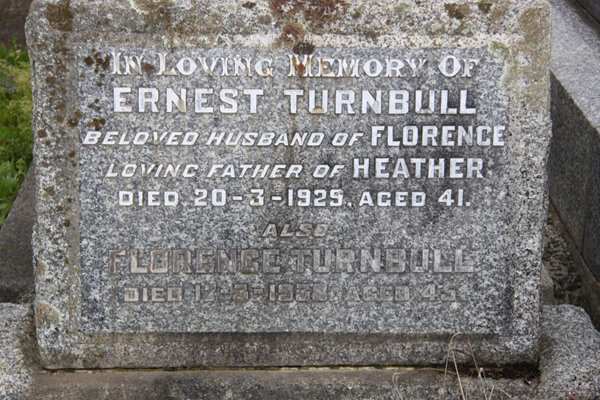 In Loving Memory Of
ERNEST TURNBULL
BELOVED HUSBAND OF FLORENCE
LOVING FATHER OF HEATHER
DIED 20-3-1925, AGED 41.
ALSO
FLORENCE TURNBULL
DIED AGED